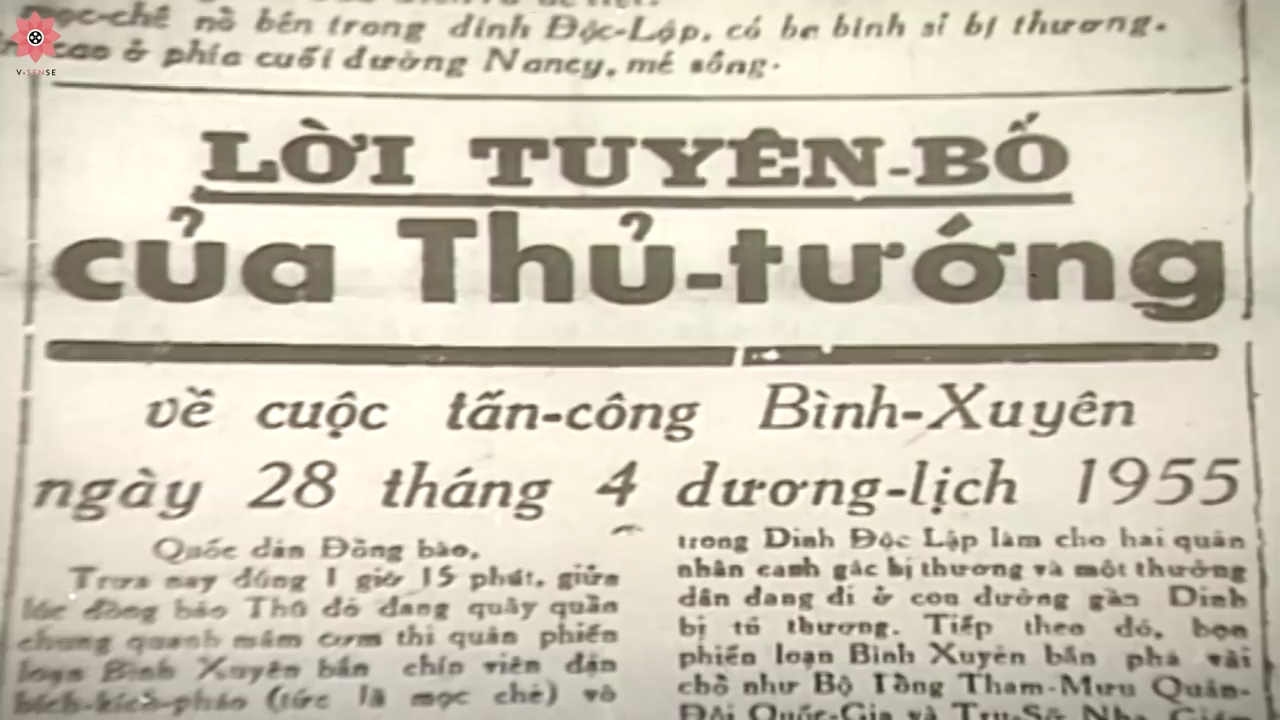 V-SENSE
mọc-chê nổ bên trong dinh Độc-Lập, có ba binh sĩ bị thương.
cao ở phía cuối đường Nancy, mé sông.
LỜI TUYÊN-BỐ
của Thủ-tướng
về cuộc tấn-công Bình-Xuyên
ngày 28 tháng 4 dương-lịch 1955
Quốc dân Đồng bào,
Trưa nay đúng 1 giờ 15 phút, giữa
lúc đồng bào Thủ đô đang quây quần
chung quanh mâm cơm thì quân phiến
loạn Bình Xuyên bắn chín viên đạn
bích-kích-pháo (tức là mọc chê) vô
trong Dinh Độc Lập làm cho hai quân
nhân canh gác bị thương và một thường
dân đang đi ở con đường gần Dinh
bị tử thương. Tiếp theo đó, bọn
phiến loạn Bình Xuyên bắn phá vài
chỗ như Bộ Tổng Tham-Mưu Quân-
Đội Quốc-Gia và Trụ-Sở